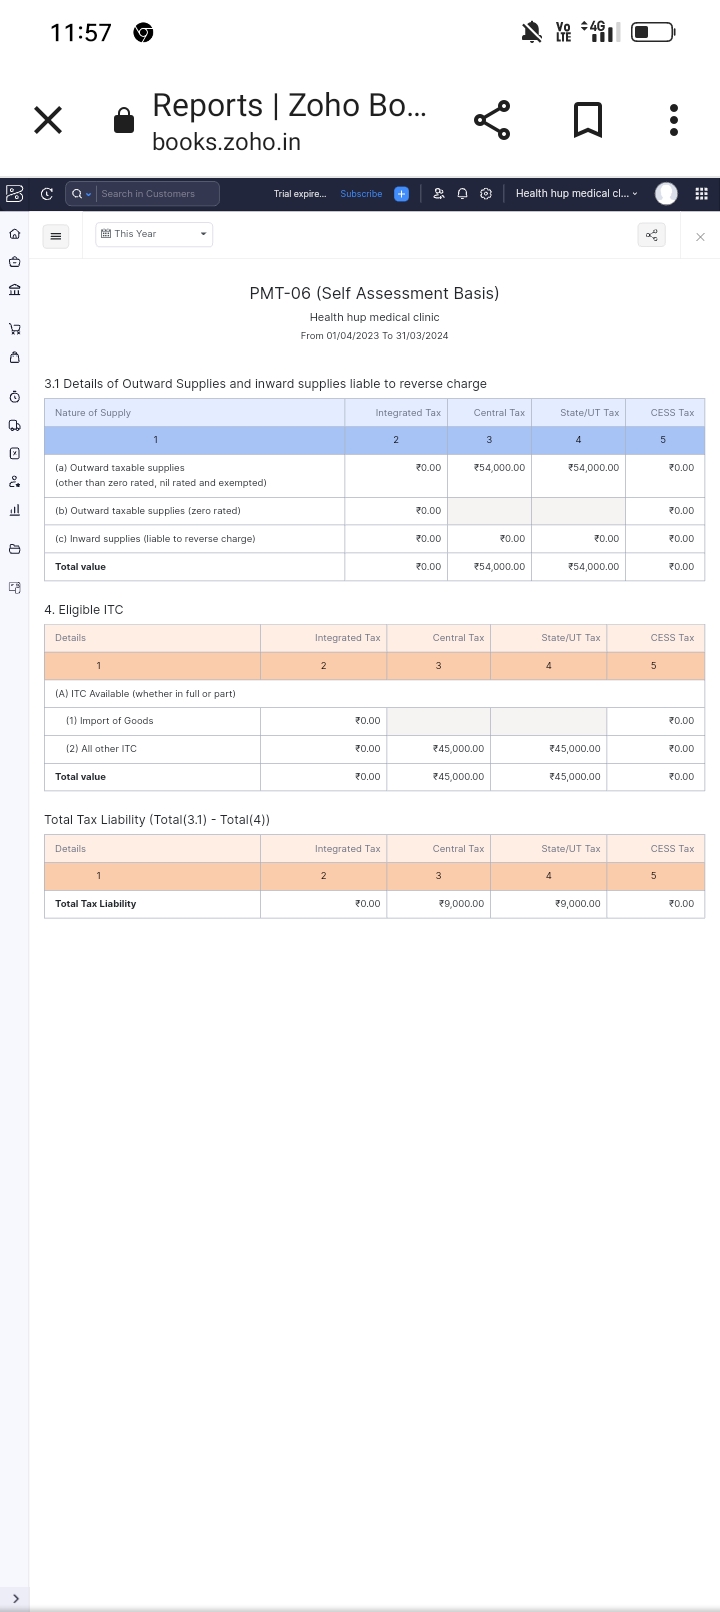 11:57
Vo LTE 4G
Reports | Zoho Bo...
books.zoho.in
Search in Customers Trial expire... Subscribe Health hup medical cl...
This Year
PMT-06 (Self Assessment Basis)
Health hup medical clinic
From 01/04/2023 To 31/03/2024
3.1 Details of Outward Supplies and inward supplies liable to reverse charge
Nature of Supply Integrated Tax Central Tax State/UT Tax CESS Tax
1 2 3 4 5
(a) Outward taxable supplies ₹0.00 ₹54,000.00 ₹54,000.00 ₹0.00
(other than zero rated, nil rated and exempted)
(b) Outward taxable supplies (zero rated) ₹0.00 ₹0.00
(c) Inward supplies (liable to reverse charge) ₹0.00 ₹0.00 ₹0.00 ₹0.00
Total value ₹0.00 ₹54,000.00 ₹54,000.00 ₹0.00
4. Eligible ITC
Details Integrated Tax Central Tax State/UT Tax CESS Tax
1 2 3 4 5
(A) ITC Available (whether in full or part)
(1) Import of Goods ₹0.00 ₹0.00
(2) All other ITC ₹0.00 ₹45,000.00 ₹45,000.00 ₹0.00
Total value ₹0.00 ₹45,000.00 ₹45,000.00 ₹0.00
Total Tax Liability (Total(3.1) - Total(4))
Details Integrated Tax Central Tax State/UT Tax CESS Tax
1 2 3 4 5
Total Tax Liability ₹0.00 ₹9,000.00 ₹9,000.00 ₹0.00